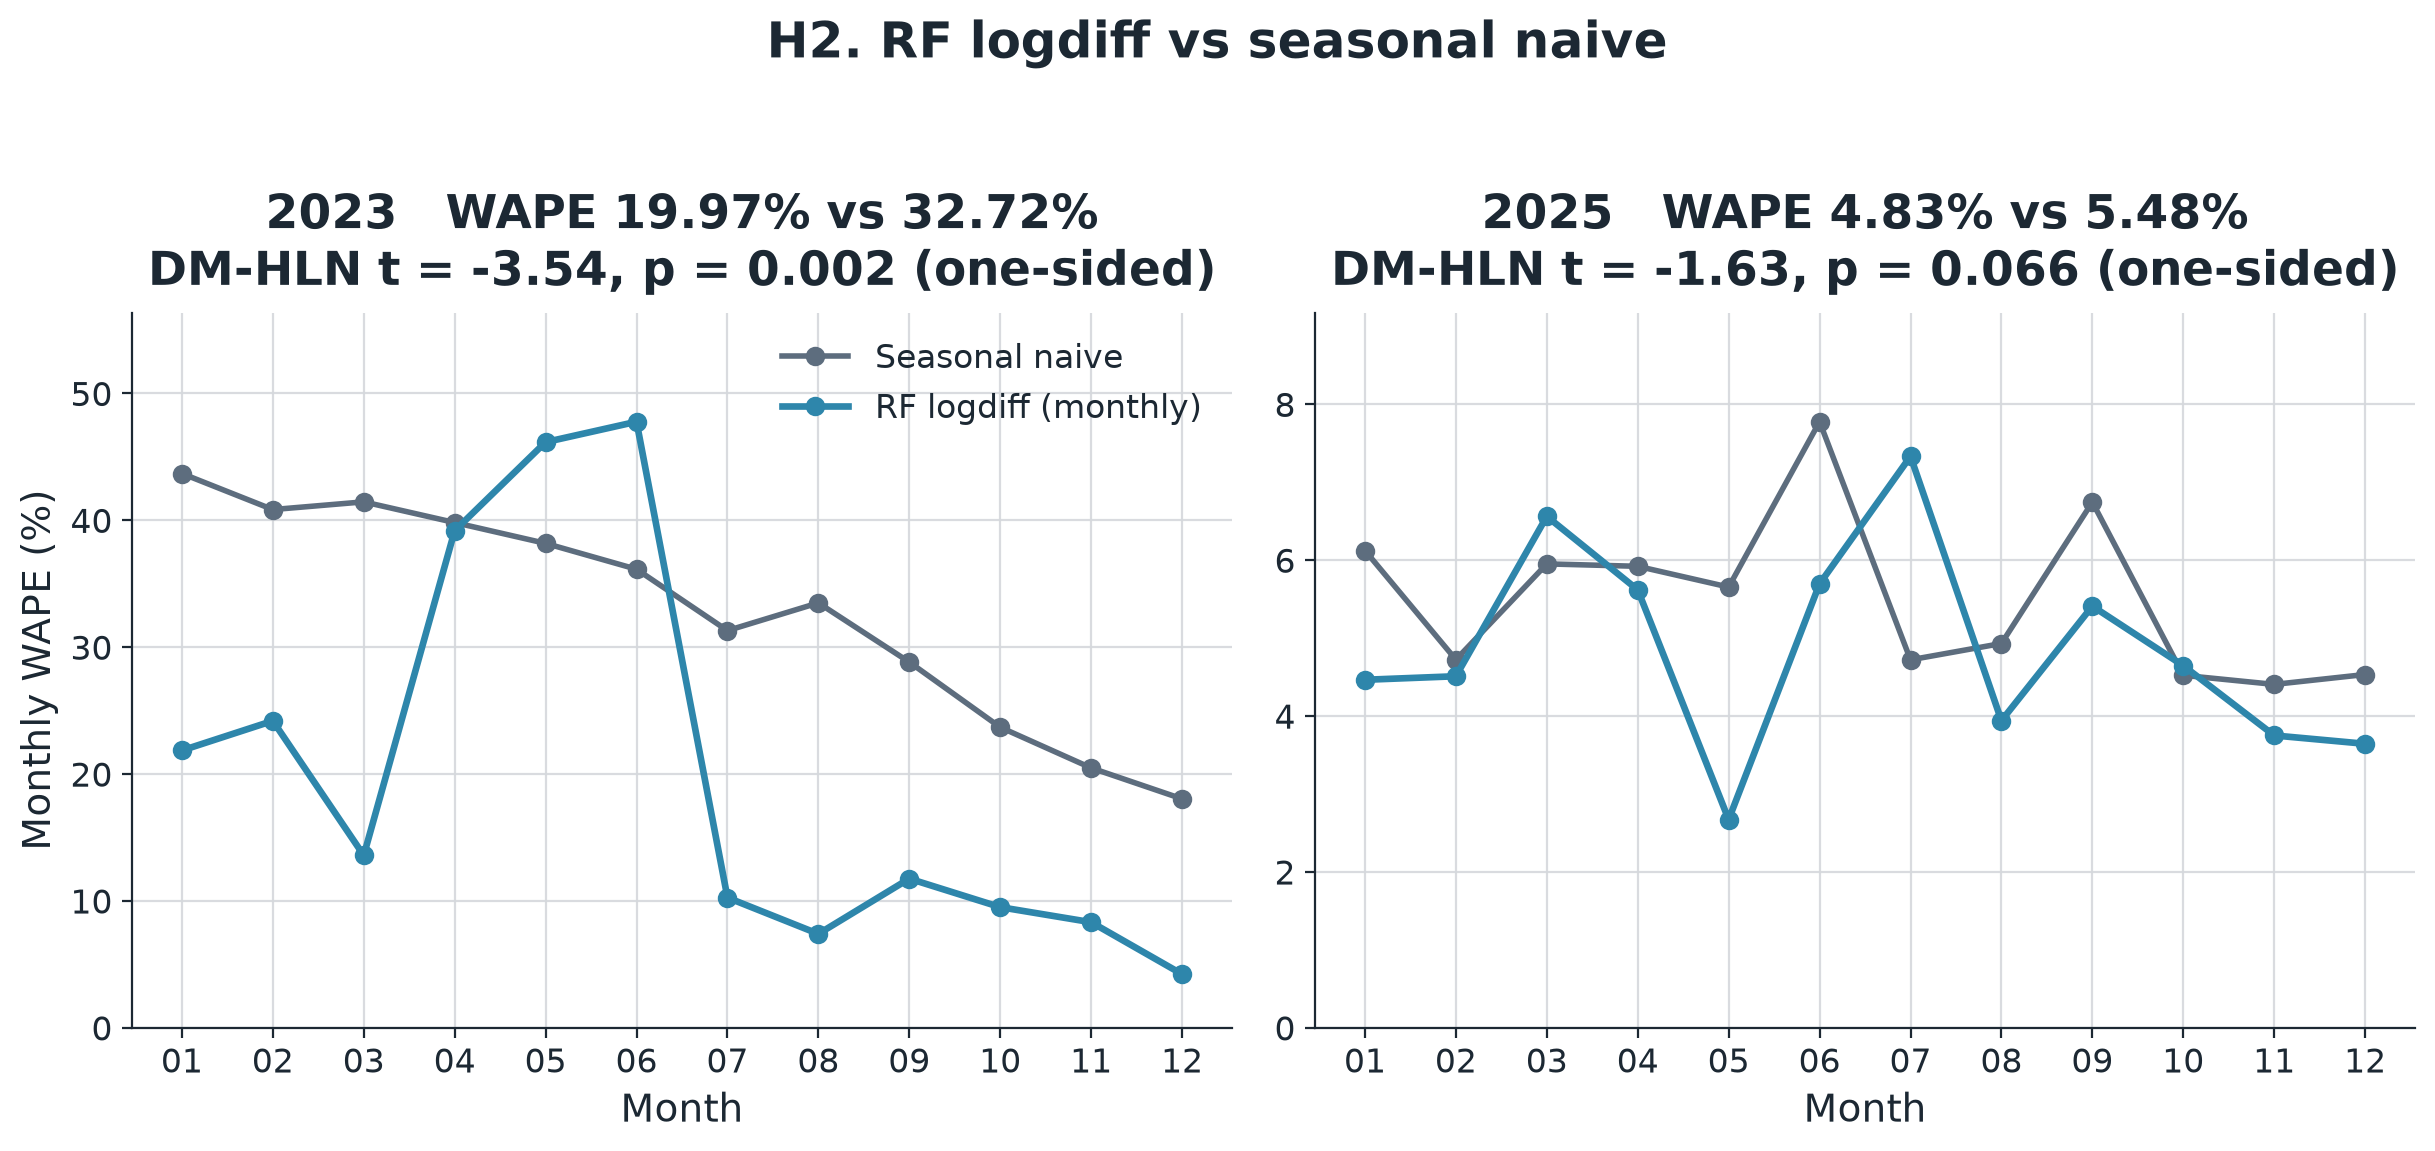 H2. RF logdiff vs seasonal naive
2023   WAPE 19.97% vs 32.72%
DM-HLN t = -3.54, p = 0.002 (one-sided)
Seasonal naive
RF logdiff (monthly)
Monthly WAPE (%)
50
40
30
20
10
0
01 02 03 04 05 06 07 08 09 10 11 12
Month
2025   WAPE 4.83% vs 5.48%
DM-HLN t = -1.63, p = 0.066 (one-sided)
8
6
4
2
0
01 02 03 04 05 06 07 08 09 10 11 12
Month